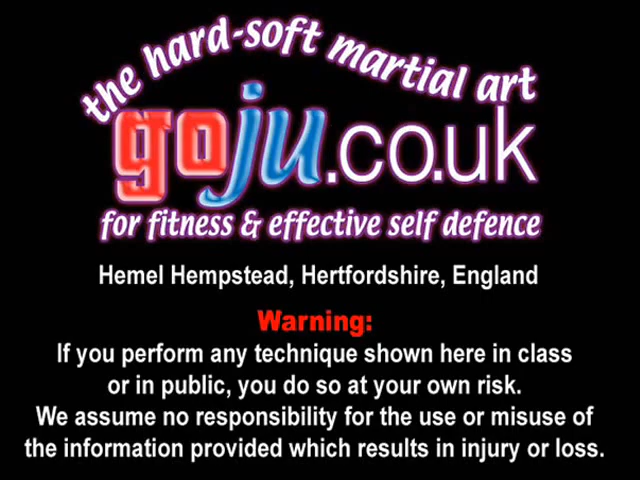 the hard-soft martial art
goju.co.uk
for fitness & effective self defence
Hemel Hempstead, Hertfordshire, England
Warning:
If you perform any technique shown here in class
or in public, you do so at your own risk.
We assume no responsibility for the use or misuse of
the information provided which results in injury or loss.